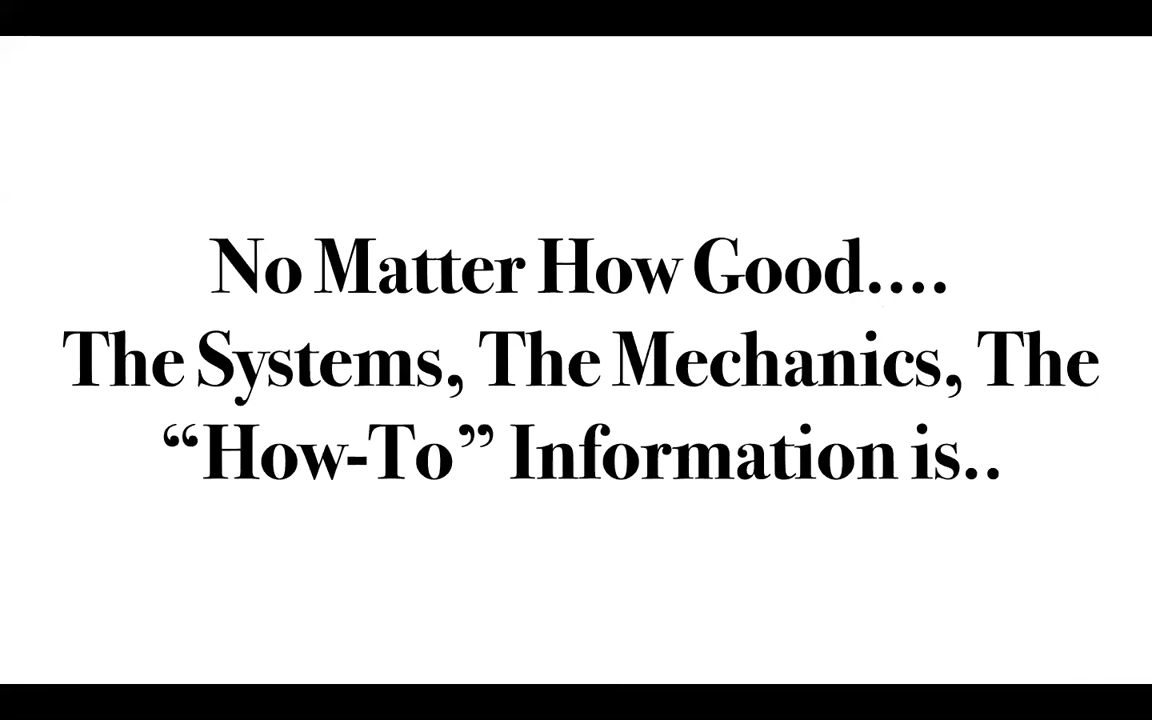 No Matter How Good....
The Systems, The Mechanics, The
“How-To” Information is..